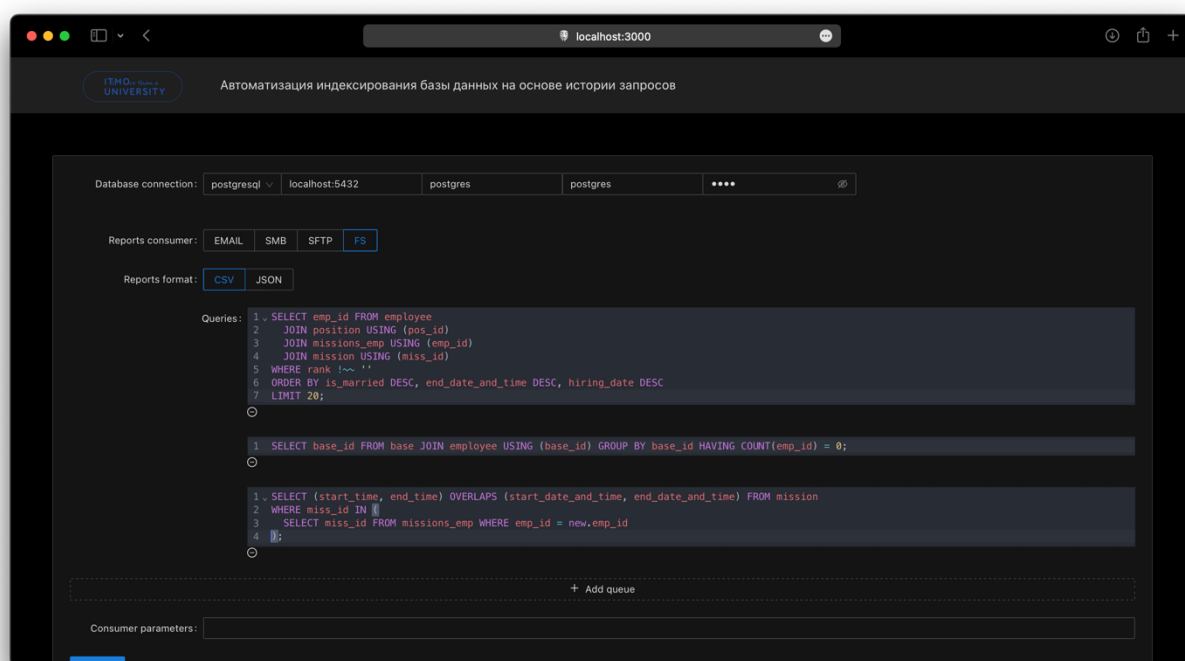 localhost:3000
ITMO
UNIVERSITY
Автоматизация индексирования базы данных на основе истории запросов
Database connection: postgresql localhost:5432 postgres postgres ••••
Reports consumer: EMAIL SMB SFTP FS
Reports format: CSV JSON
Queries:
1 SELECT emp_id FROM employee
2 JOIN position USING (pos_id)
3 JOIN missions_emp USING (emp_id)
4 JOIN mission USING (miss_id)
5 WHERE rank !~~ ''
6 ORDER BY is_married DESC, end_date_and_time DESC, hiring_date DESC
7 LIMIT 20;
1 SELECT base_id FROM base JOIN employee USING (base_id) GROUP BY base_id HAVING COUNT(emp_id) = 0;
1 SELECT (start_time, end_time) OVERLAPS (start_date_and_time, end_date_and_time) FROM mission
2 WHERE miss_id IN (
3 SELECT miss_id FROM missions_emp WHERE emp_id = new.emp_id
4 );
+ Add queue
Consumer parameters: